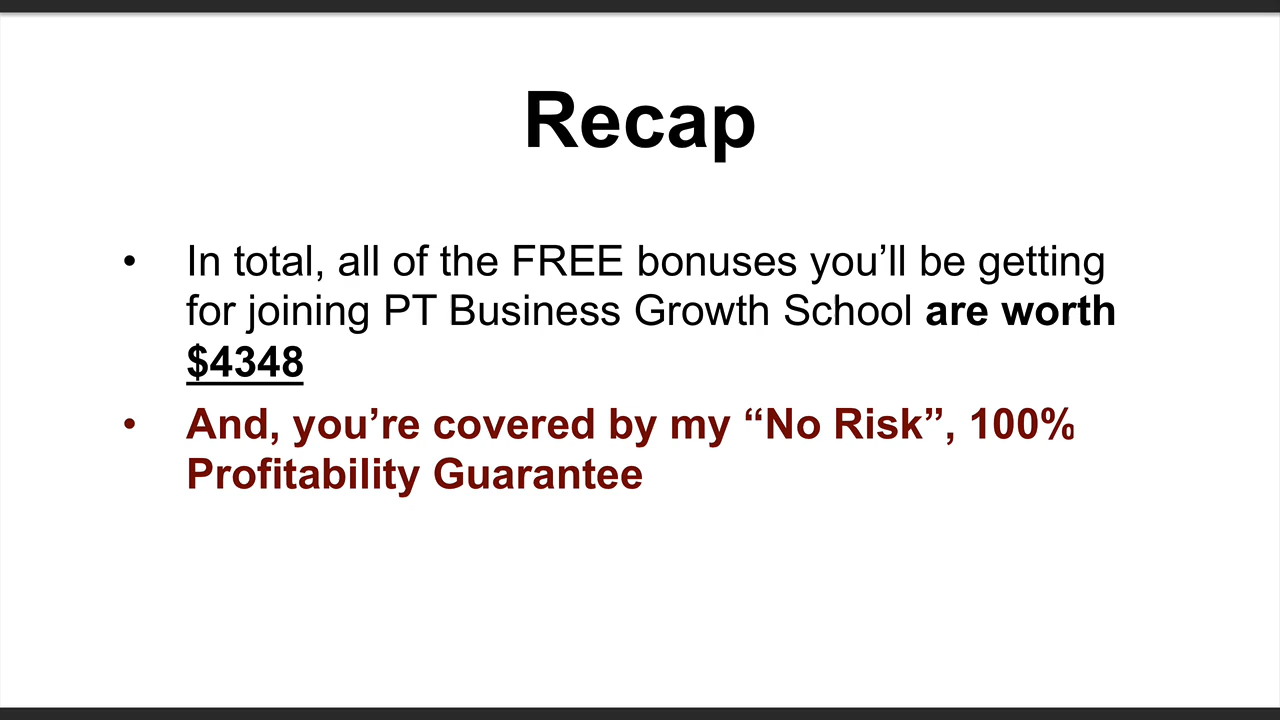 Recap
• In total, all of the FREE bonuses you’ll be getting
for joining PT Business Growth School are worth
$4348
• And, you’re covered by my “No Risk”, 100%
Profitability Guarantee